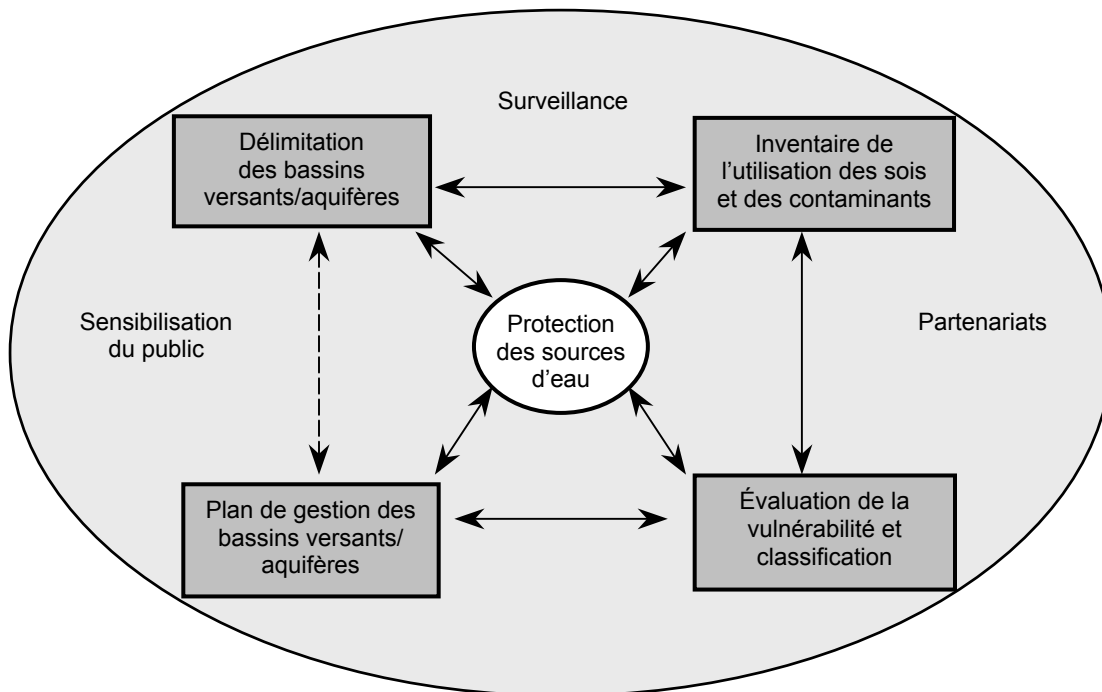 Surveillance
Délimitation
des bassins
versants/aquifères
Inventaire de
l’utilisation des sois
et des contaminants
Sensibilisation
du public
Protection
des sources
d’eau
Partenariats
Plan de gestion des
bassins versants/
aquifères
Évaluation de la
vulnérabilité et
classification